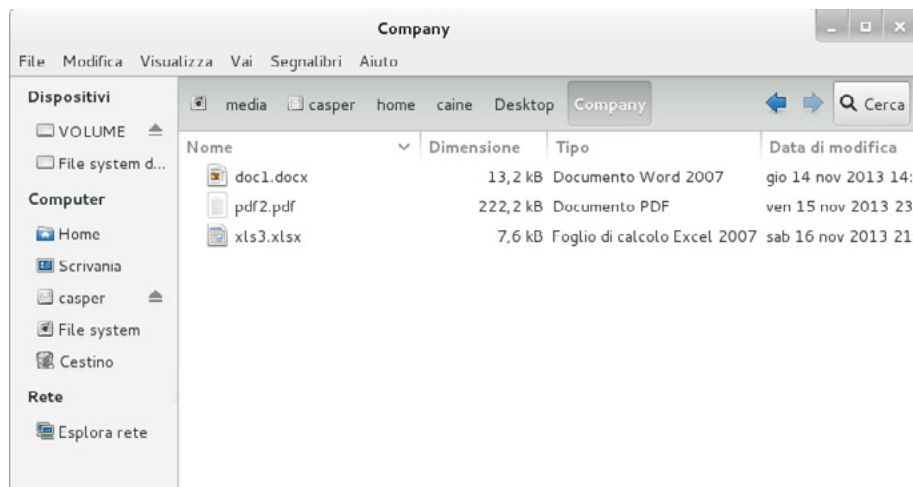 Company
File Modifica Visualizza Vai Segnalibri Aiuto
Dispositivi
VOLUME
File system d...
Computer
Home
Scrivania
casper
File system
Cestino
Rete
Esplora rete
media casper home caine Desktop Company Cerca
Nome Dimensione Tipo Data di modifica
doc1.docx 13,2 kB Documento Word 2007 gio 14 nov 2013 14:
pdf2.pdf 222,2 kB Documento PDF ven 15 nov 2013 23
xls3.xlsx 7,6 kB Foglio di calcolo Excel 2007 sab 16 nov 2013 21